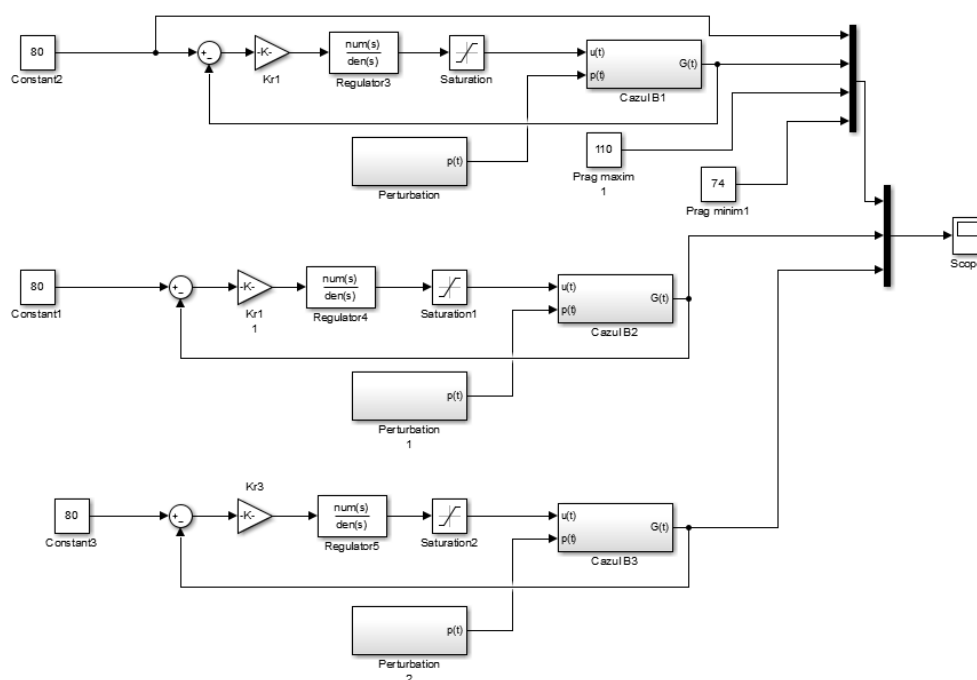 80
Constant2
+
−
-K-
Kr1
num(s)
den(s)
Regulator3
Saturation
u(t)
p(t)
G(t)
Cazul B1
p(t)
Perturbation
110
Prag maxim
1
74
Prag minim1
Scope
80
Constant1
+
−
-K-
Kr1
1
num(s)
den(s)
Regulator4
Saturation1
u(t)
p(t)
G(t)
Cazul B2
p(t)
Perturbation
1
80
Constant3
+
−
Kr3
-K-
num(s)
den(s)
Regulator5
Saturation2
u(t)
p(t)
G(t)
Cazul B3
p(t)
Perturbation
2